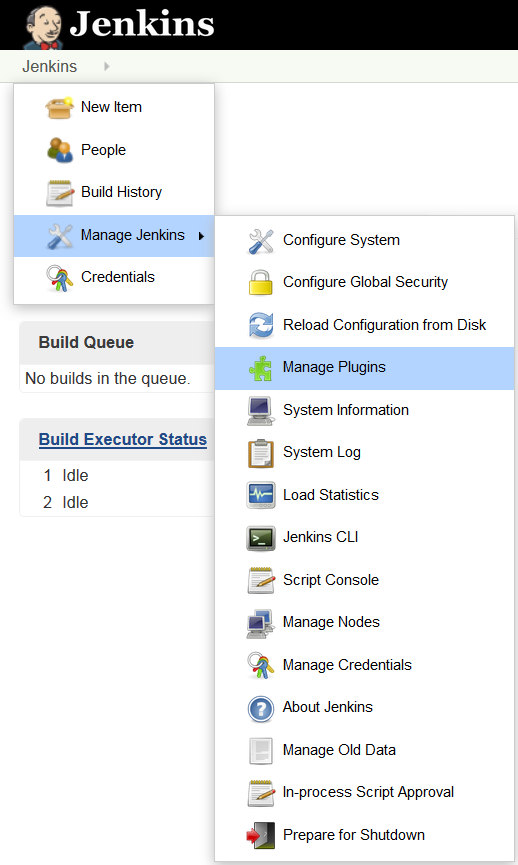 Jenkins
Jenkins
New Item
People
Build History
Manage Jenkins
Credentials
Build Queue
No builds in the queue.
Build Executor Status
1 Idle
2 Idle
Configure System
Configure Global Security
Reload Configuration from Disk
Manage Plugins
System Information
System Log
Load Statistics
Jenkins CLI
Script Console
Manage Nodes
Manage Credentials
About Jenkins
Manage Old Data
In-process Script Approval
Prepare for Shutdown